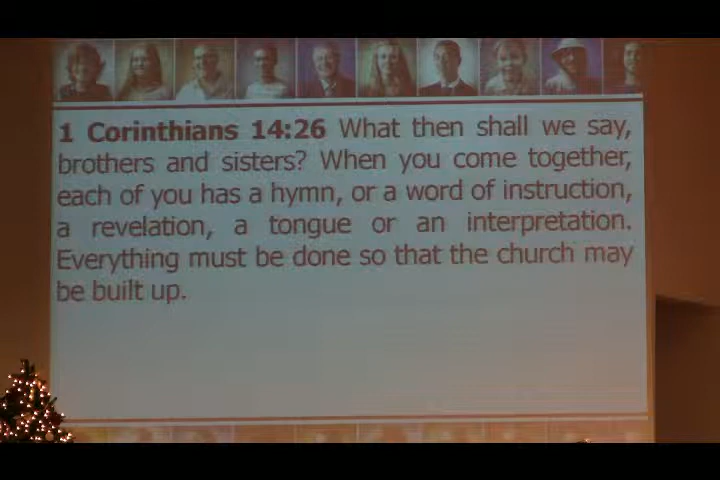 1 Corinthians 14:26 What then shall we say,
brothers and sisters? When you come together,
each of you has a hymn, or a word of instruction,
a revelation, a tongue or an interpretation.
Everything must be done so that the church may
be built up.